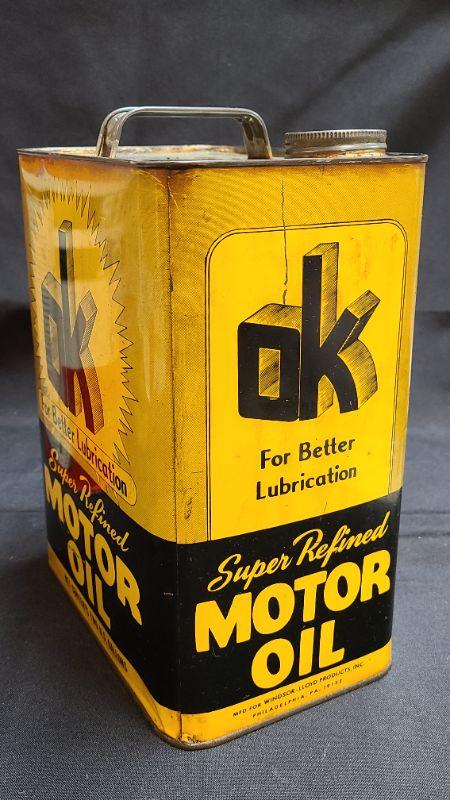 ok
For Better Lubrication
Super Refined
MOTOR
OIL
ok
For Better
Lubrication
Super Refined
MOTOR
OIL
MFD. FOR WINDSOR-LLOYD PRODUCTS, INC.
PHILADELPHIA, PA.